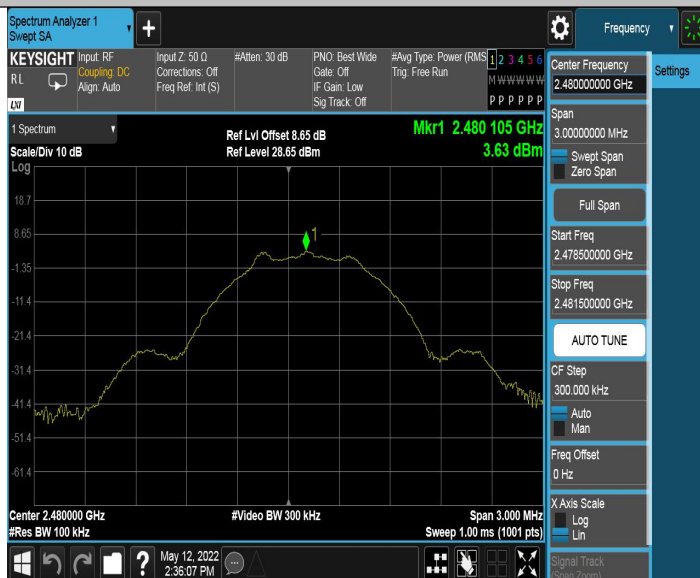 Spectrum Analyzer 1
Swept SA
+
Frequency
KEYSIGHT
RL
LXI
Input: RF
Coupling: DC
Align: Auto
Input Z: 50 Ω
Corrections: Off
Freq Ref: Int (S)
#Atten: 30 dB
PNO: Best Wide
Gate: Off
IF Gain: Low
Sig Track: Off
#Avg Type: Power (RMS
Trig: Free Run
1 2 3 4 5 6
M W W W W W
P P P P P P
Center Frequency
2.480000000 GHz
Settings
Span
3.00000000 MHz
Swept Span
Zero Span
Full Span
Start Freq
2.478500000 GHz
Stop Freq
2.481500000 GHz
AUTO TUNE
CF Step
300.000 kHz
Auto
Man
Freq Offset
0 Hz
X Axis Scale
Log
Lin
Signal Track
(Span Zoom)
1 Spectrum
Scale/Div 10 dB
Log
Ref Lvl Offset 8.65 dB
Ref Level 28.65 dBm
Mkr1 2.480 105 GHz
3.63 dBm
18.7
8.65
1
-1.35
-11.4
-21.4
-31.4
-41.4
-51.4
-61.4
Center 2.480000 GHz
#Video BW 300 kHz
Span 3.000 MHz
#Res BW 100 kHz
Sweep 1.00 ms (1001 pts)
?
May 12, 2022
2:36:07 PM